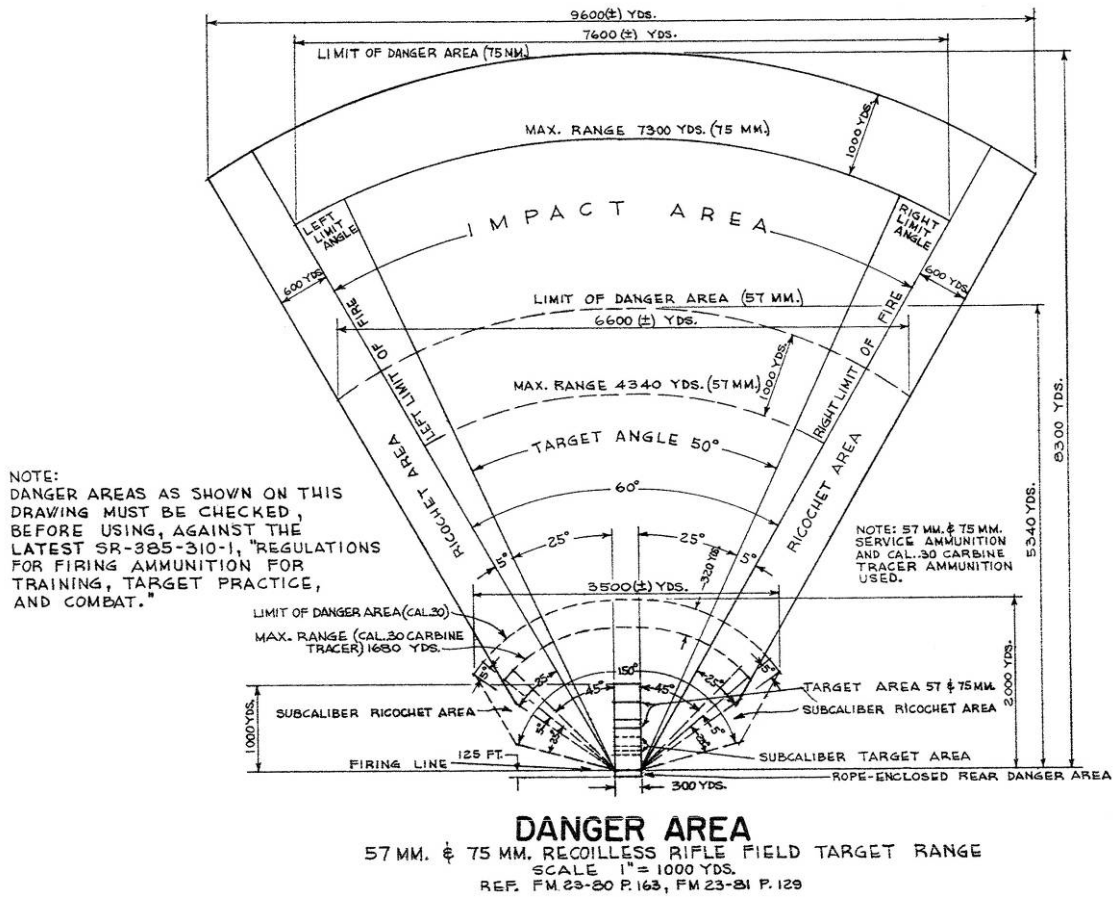 9600(±) YDS.
7600(±) YDS.
LIMIT OF DANGER AREA (75 MM.)
MAX. RANGE 7300 YDS. (75 MM.)
1000 YDS.
IMPACT AREA
LEFT
LIMIT
ANGLE
RIGHT
LIMIT
ANGLE
600 YDS.
600 YDS.
LIMIT OF DANGER AREA (57 MM.)
6600(±) YDS.
LEFT LIMIT OF FIRE
RIGHT LIMIT OF FIRE
1000 YDS.
MAX. RANGE 4340 YDS. (57 MM.)
8300 YDS.
TARGET ANGLE 50°
RICOCHET AREA
RICOCHET AREA
60°
5340 YDS.
NOTE:
DANGER AREAS AS SHOWN ON THIS
DRAWING MUST BE CHECKED,
BEFORE USING, AGAINST THE
LATEST SR-385-310-1, "REGULATIONS
FOR FIRING AMMUNITION FOR
TRAINING, TARGET PRACTICE,
AND COMBAT."
NOTE: 57 MM. & 75 MM.
SERVICE AMMUNITION
AND CAL..30 CARBINE
TRACER AMMUNITION
USED.
5°
25°
25°
5°
320 YDS.
3500(±) YDS.
LIMIT OF DANGER AREA (CAL.30)
MAX. RANGE (CAL.30 CARBINE
TRACER) 1680 YDS.
2000 YDS.
150°
5°
25°
45°
45°
25°
5°
TARGET AREA 57 & 75 MM.
SUBCALIBER RICOCHET AREA
SUBCALIBER RICOCHET AREA
1000 YDS.
5°
25°
5°
25°
SUBCALIBER TARGET AREA
125 FT.
FIRING LINE
ROPE-ENCLOSED REAR DANGER AREA
300 YDS.
DANGER AREA
57 MM. & 75 MM. RECOILLESS RIFLE FIELD TARGET RANGE
SCALE 1"= 1000 YDS.
REF. FM 23-80 P. 163, FM 23-81 P. 129